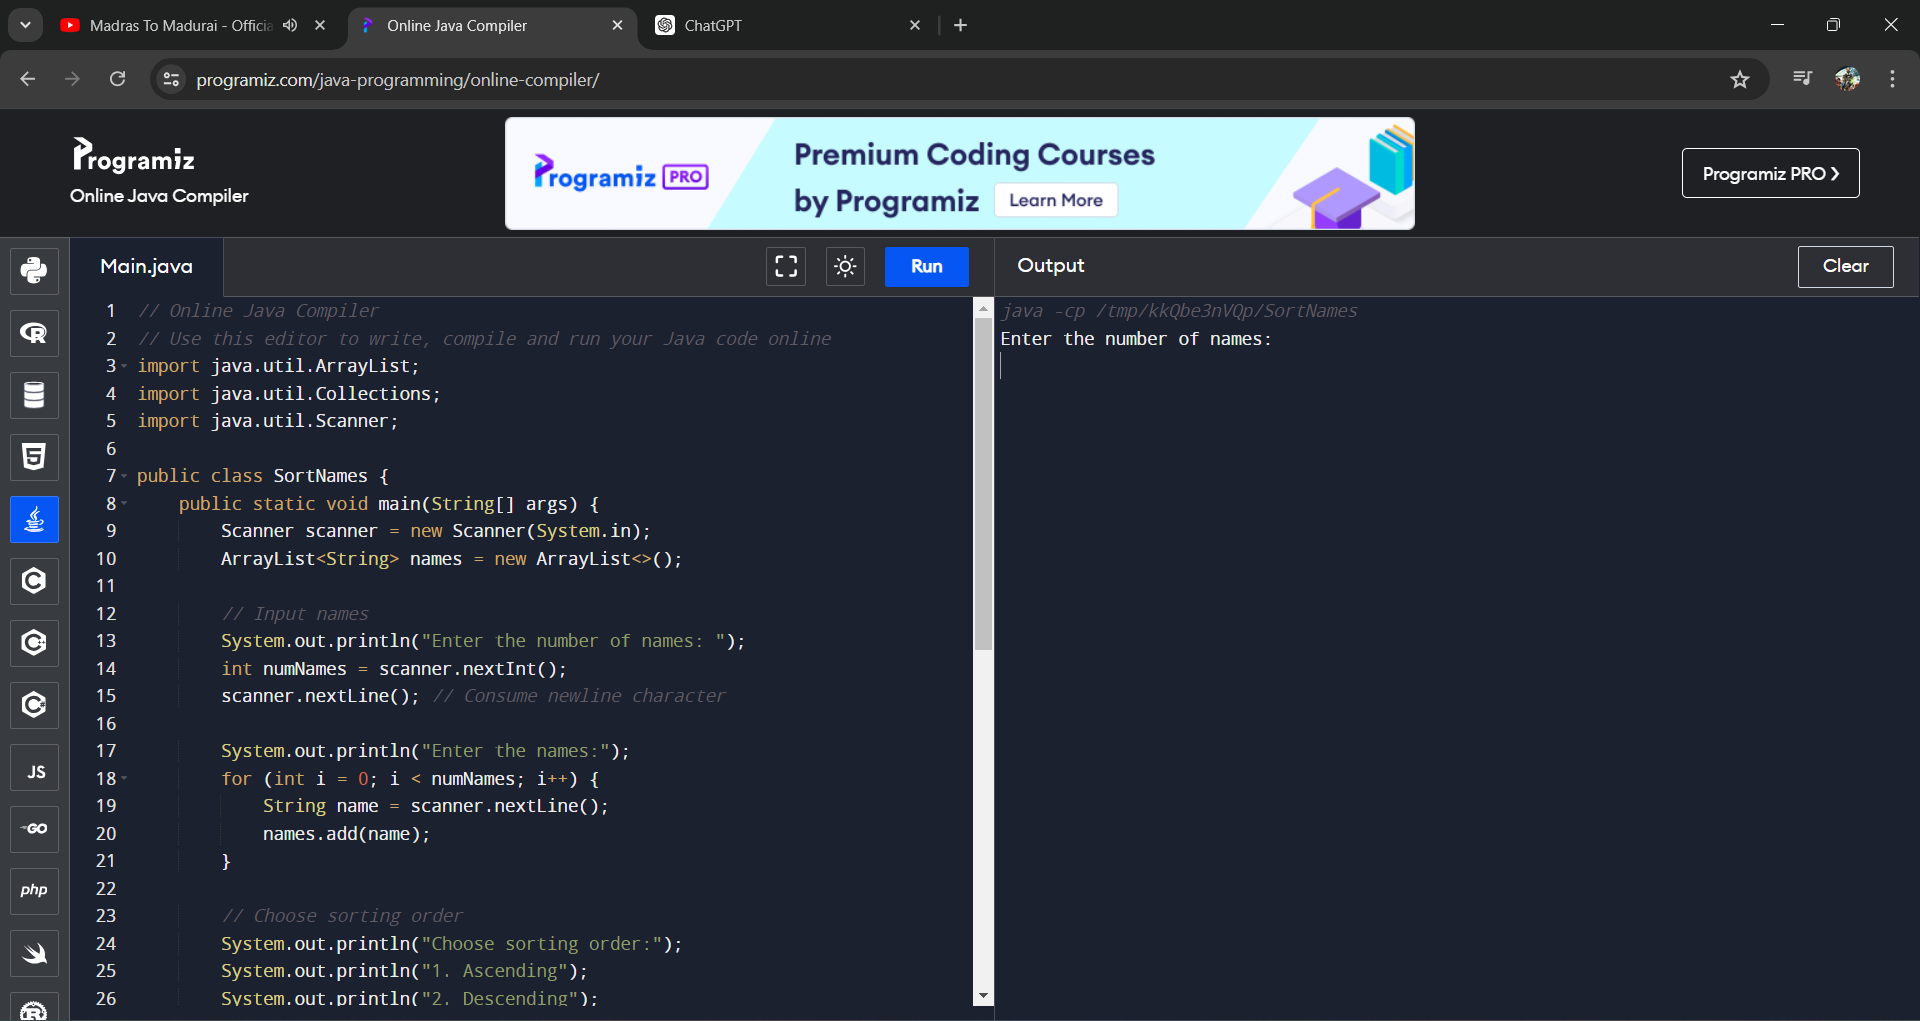 Madras To Madurai - Officia
Online Java Compiler
ChatGPT
programiz.com/java-programming/online-compiler/
Programiz
Online Java Compiler
Programiz PRO
Premium Coding Courses
by Programiz
Learn More
Programiz PRO ❯
Main.java
Run
1 // Online Java Compiler
2 // Use this editor to write, compile and run your Java code online
3 import java.util.ArrayList;
4 import java.util.Collections;
5 import java.util.Scanner;
6
7 public class SortNames {
8 public static void main(String[] args) {
9 Scanner scanner = new Scanner(System.in);
10 ArrayList<String> names = new ArrayList<>();
11
12 // Input names
13 System.out.println("Enter the number of names: ");
14 int numNames = scanner.nextInt();
15 scanner.nextLine(); // Consume newline character
16
17 System.out.println("Enter the names:");
18 for (int i = 0; i < numNames; i++) {
19 String name = scanner.nextLine();
20 names.add(name);
21 }
22
23 // Choose sorting order
24 System.out.println("Choose sorting order:");
25 System.out.println("1. Ascending");
26 System.out.println("2. Descending");
Output
Clear
java -cp /tmp/kkQbe3nVQp/SortNames
Enter the number of names:
JS
GO
php